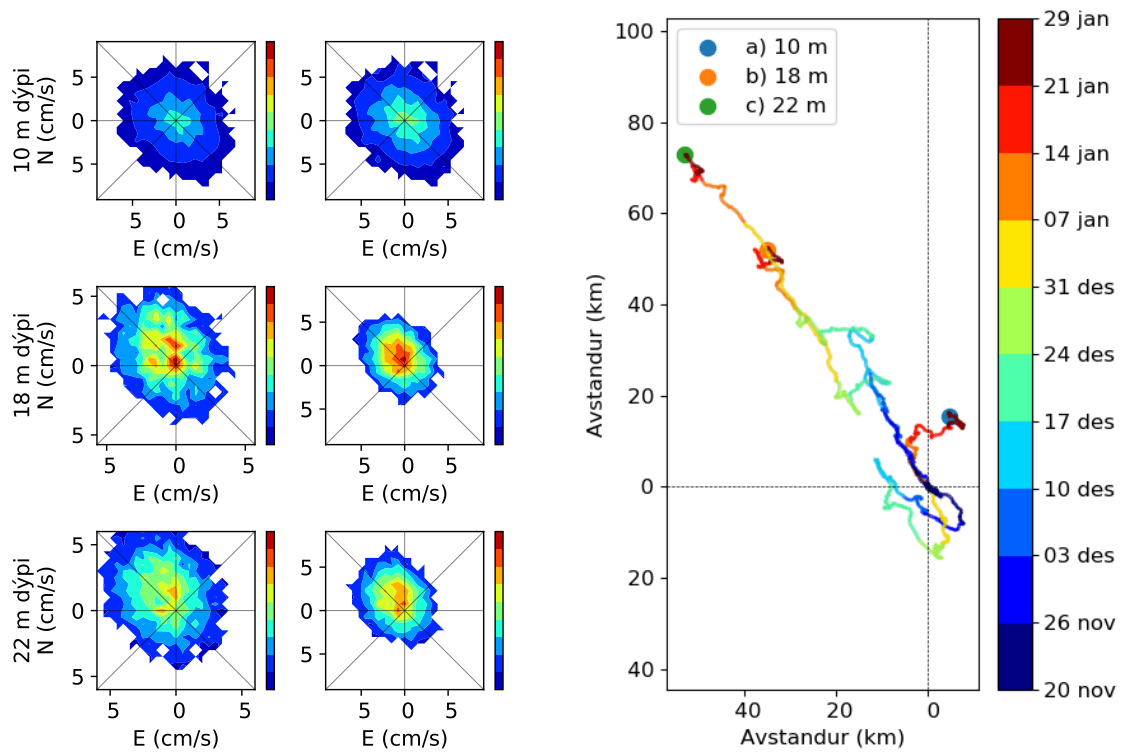 10 m dýpi
N (cm/s)
5
0
5
5
0
5
E (cm/s)
5
0
5
5
0
5
E (cm/s)
18 m dýpi
N (cm/s)
5
0
5
5
0
5
E (cm/s)
5
0
5
5
0
5
E (cm/s)
22 m dýpi
N (cm/s)
5
0
5
5
0
5
E (cm/s)
5
0
5
5
0
5
E (cm/s)
Avstandur (km)
100
80
60
40
20
0
20
40
40
20
0
Avstandur (km)
a) 10 m
b) 18 m
c) 22 m
29 jan
21 jan
14 jan
07 jan
31 des
24 des
17 des
10 des
03 des
26 nov
20 nov